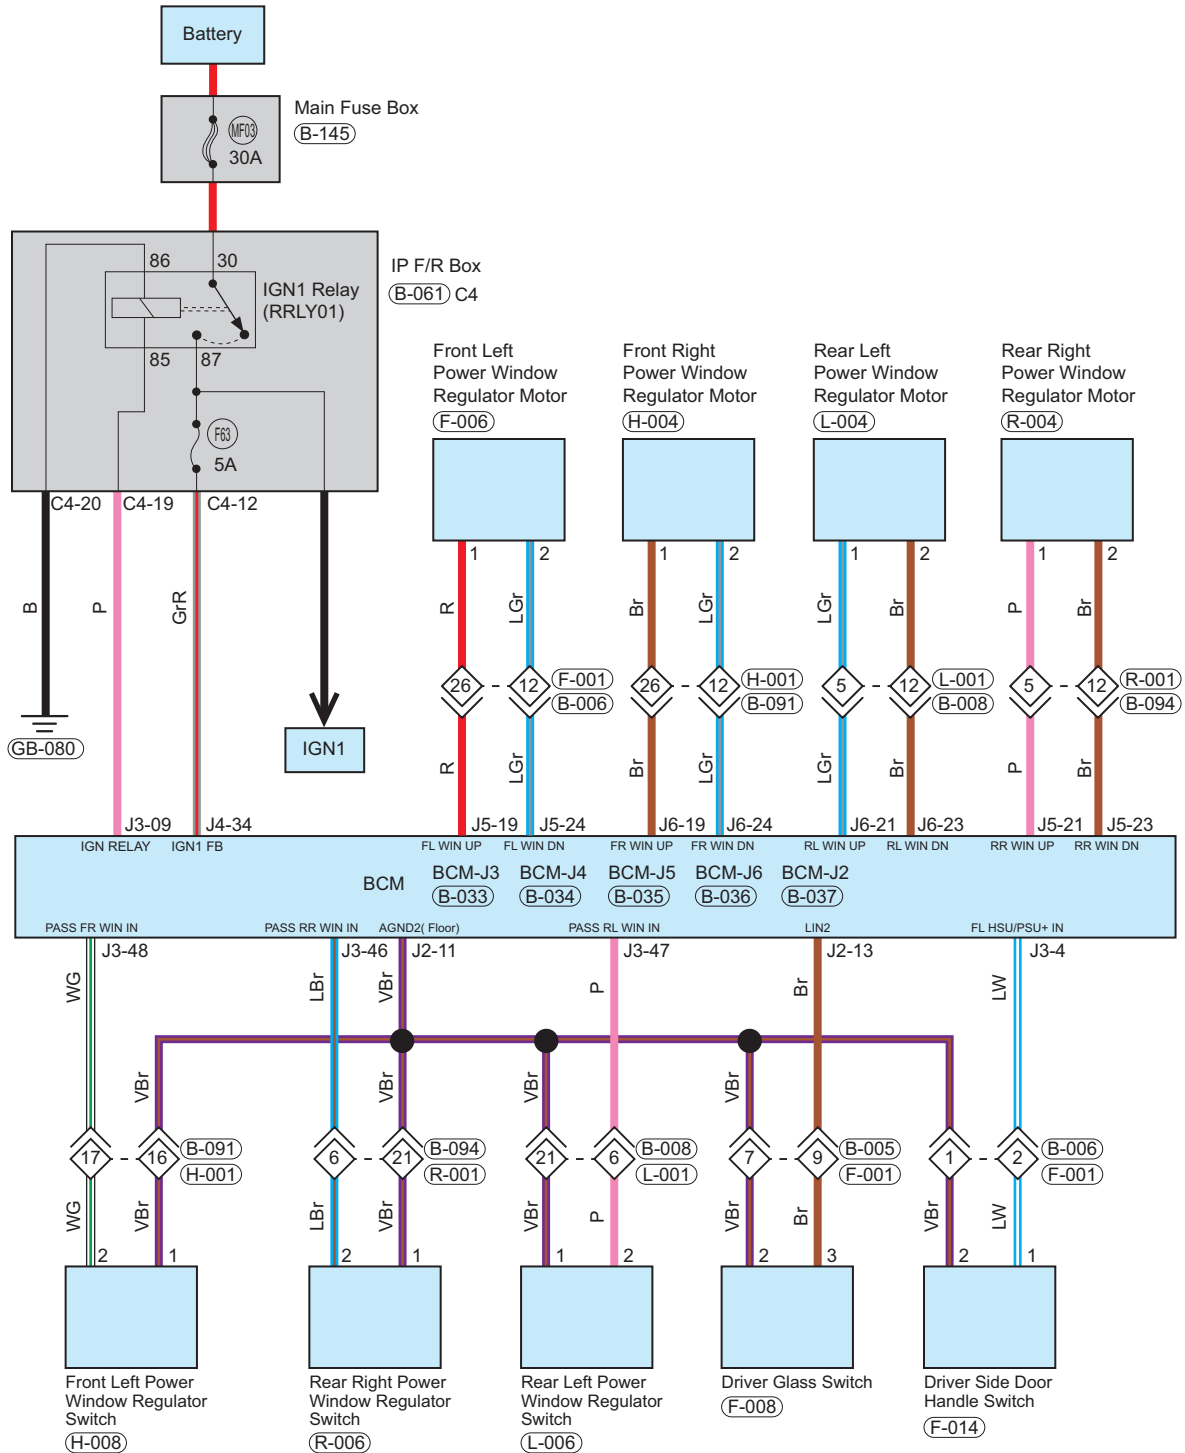 Battery
Main Fuse Box
B-145
MF03
30A
IP F/R Box
B-061 C4
86
30
IGN1 Relay
(RRLY01)
85
87
F63
5A
C4-20
C4-19
C4-12
B
P
GrR
GB-080
IGN1
Front Left
Power Window
Regulator Motor
F-006
Front Right
Power Window
Regulator Motor
H-004
Rear Left
Power Window
Regulator Motor
L-004
Rear Right
Power Window
Regulator Motor
R-004
1 2 1 2 1 2 1 2
R LGr Br LGr LGr Br P Br
26 12 F-001 B-006
26 12 H-001 B-091
5 12 L-001 B-008
5 12 R-001 B-094
R LGr Br LGr LGr Br P Br
J3-09 J4-34 J5-19 J5-24 J6-19 J6-24 J6-21 J6-23 J5-21 J5-23
IGN RELAY IGN1 FB FL WIN UP FL WIN DN FR WIN UP FR WIN DN RL WIN UP RL WIN DN RR WIN UP RR WIN DN
BCM
BCM-J3 BCM-J4 BCM-J5 BCM-J6 BCM-J2
B-033 B-034 B-035 B-036 B-037
PASS FR WIN IN PASS RR WIN IN AGND2( Floor) PASS RL WIN IN LIN2 FL HSU/PSU+ IN
J3-48 J3-46 J2-11 J3-47 J2-13 J3-4
WG LBr VBr P Br LW
VBr VBr VBr VBr
17 16 B-091 H-001
6 21 B-094 R-001
21 6 B-008 L-001
7 9 B-005 F-001
1 2 B-006 F-001
WG VBr LBr VBr VBr P VBr Br VBr LW
2 1 2 1 1 2 2 3 2 1
Front Left Power
Window Regulator
Switch
H-008
Rear Right Power
Window Regulator
Switch
R-006
Rear Left Power
Window Regulator
Switch
L-006
Driver Glass Switch
F-008
Driver Side Door
Handle Switch
F-014